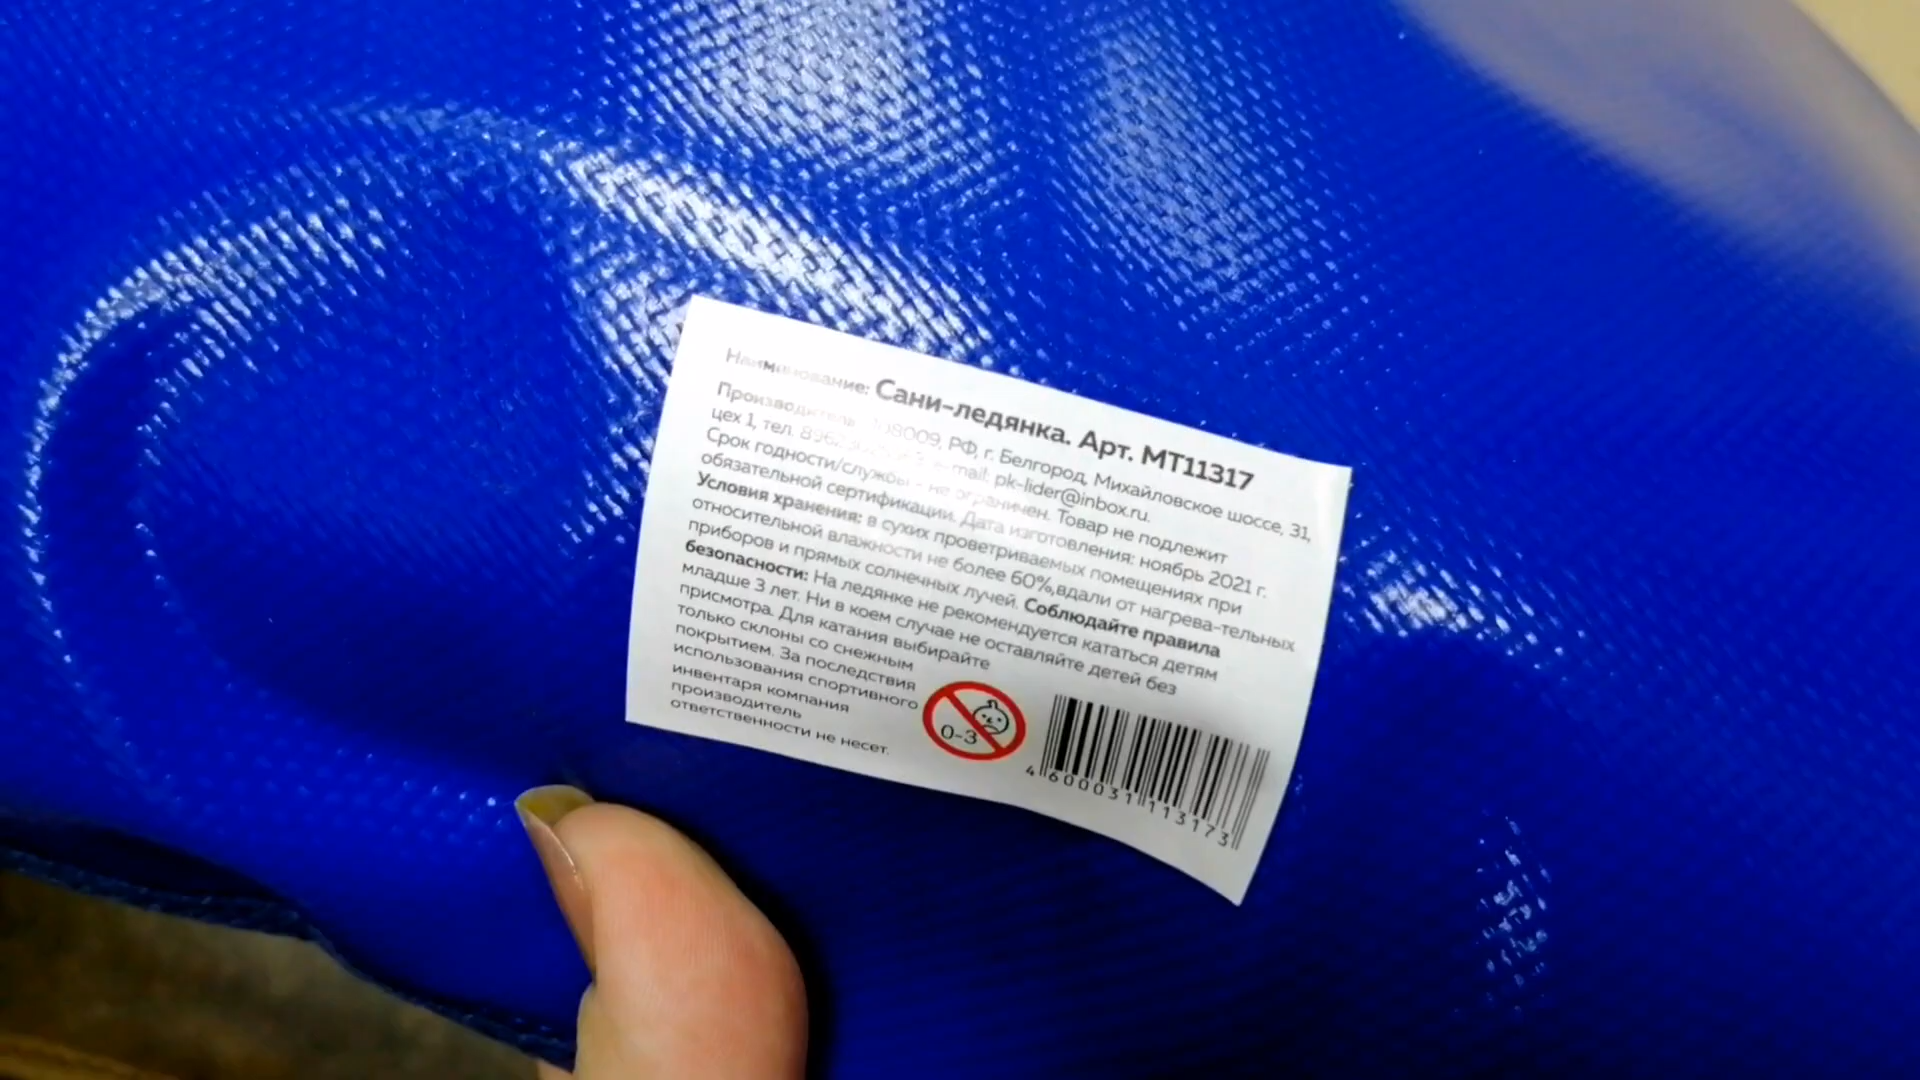 Наиминование: Сани-ледянка. Арт. МТ11317
Производитель: РФ, г. Белгород, Михайловское шоссе, 31,
цех 1, тел. e-mail: pk-lider@inbox.ru.
Срок годности/службы - не ограничен. Товар не подлежит
обязательной сертификации. Дата изготовления: ноябрь 2021 г.
Условия хранения: в сухих проветриваемых помещениях при
относительной влажности не более 60%,вдали от нагрева-тельных
приборов и прямых солнечных лучей. Соблюдайте правила
безопасности: На ледянке не рекомендуется кататься детям
младше 3 лет. Ни в коем случае не оставляйте детей без
присмотра. Для катания выбирайте
только склоны со снежным
покрытием. За последствия
использования спортивного
инвентаря компания
производитель
ответственности не несет.
0-3
4 600031 113173